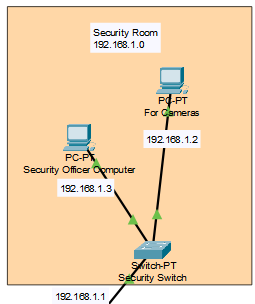 Security Room
192.168.1.0
PC-PT
For Cameras
192.168.1.2
PC-PT
Security Officer Computer
192.168.1.3
Switch-PT
Security Switch
192.168.1.1